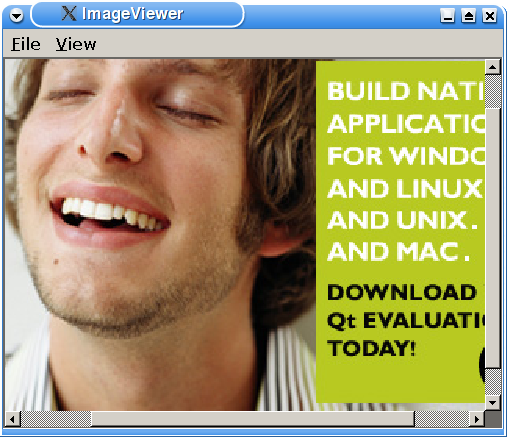 ImageViewer
File View
BUILD NATI
APPLICATIO
FOR WINDO
AND LINUX
AND UNIX.
AND MAC.
DOWNLOAD
Qt EVALUATI
TODAY!